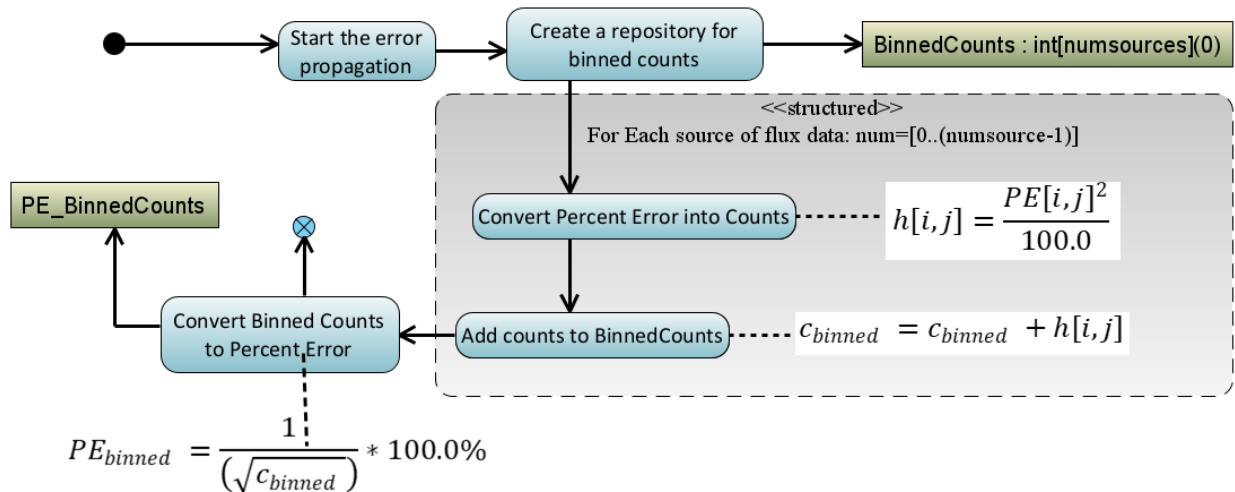 Start the error
propagation
Create a repository for
binned counts
BinnedCounts : int[numsources](0)
<<structured>>
For Each source of flux data: num=[0..(numsource-1)]
PE_BinnedCounts
Convert Percent Error into Counts
h[i,j] = PE[i,j]² / 100.0
Convert Binned Counts
to Percent Error
Add counts to BinnedCounts
c_binned = c_binned + h[i,j]
PE_binned = 1 / (√c_binned) * 100.0%